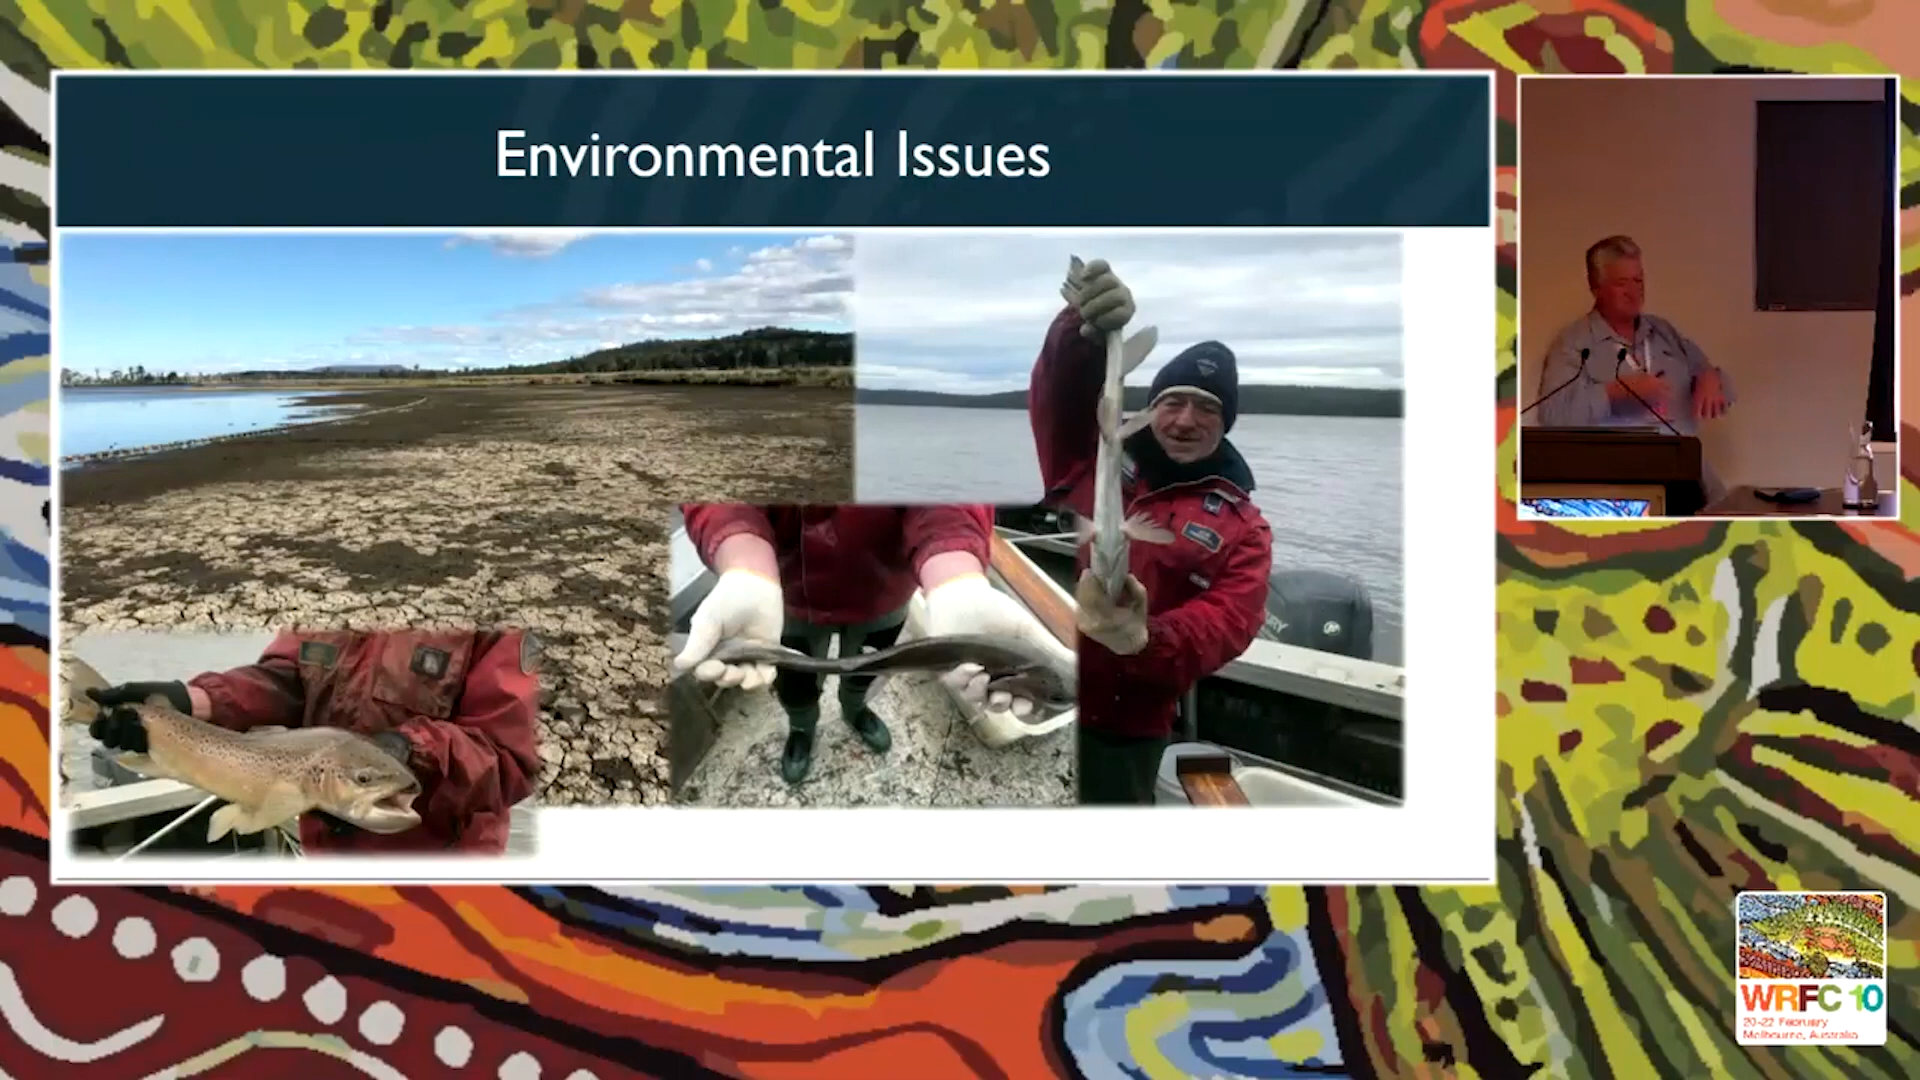 Environmental Issues
WRFC 10
20-22 February
Melbourne, Australia